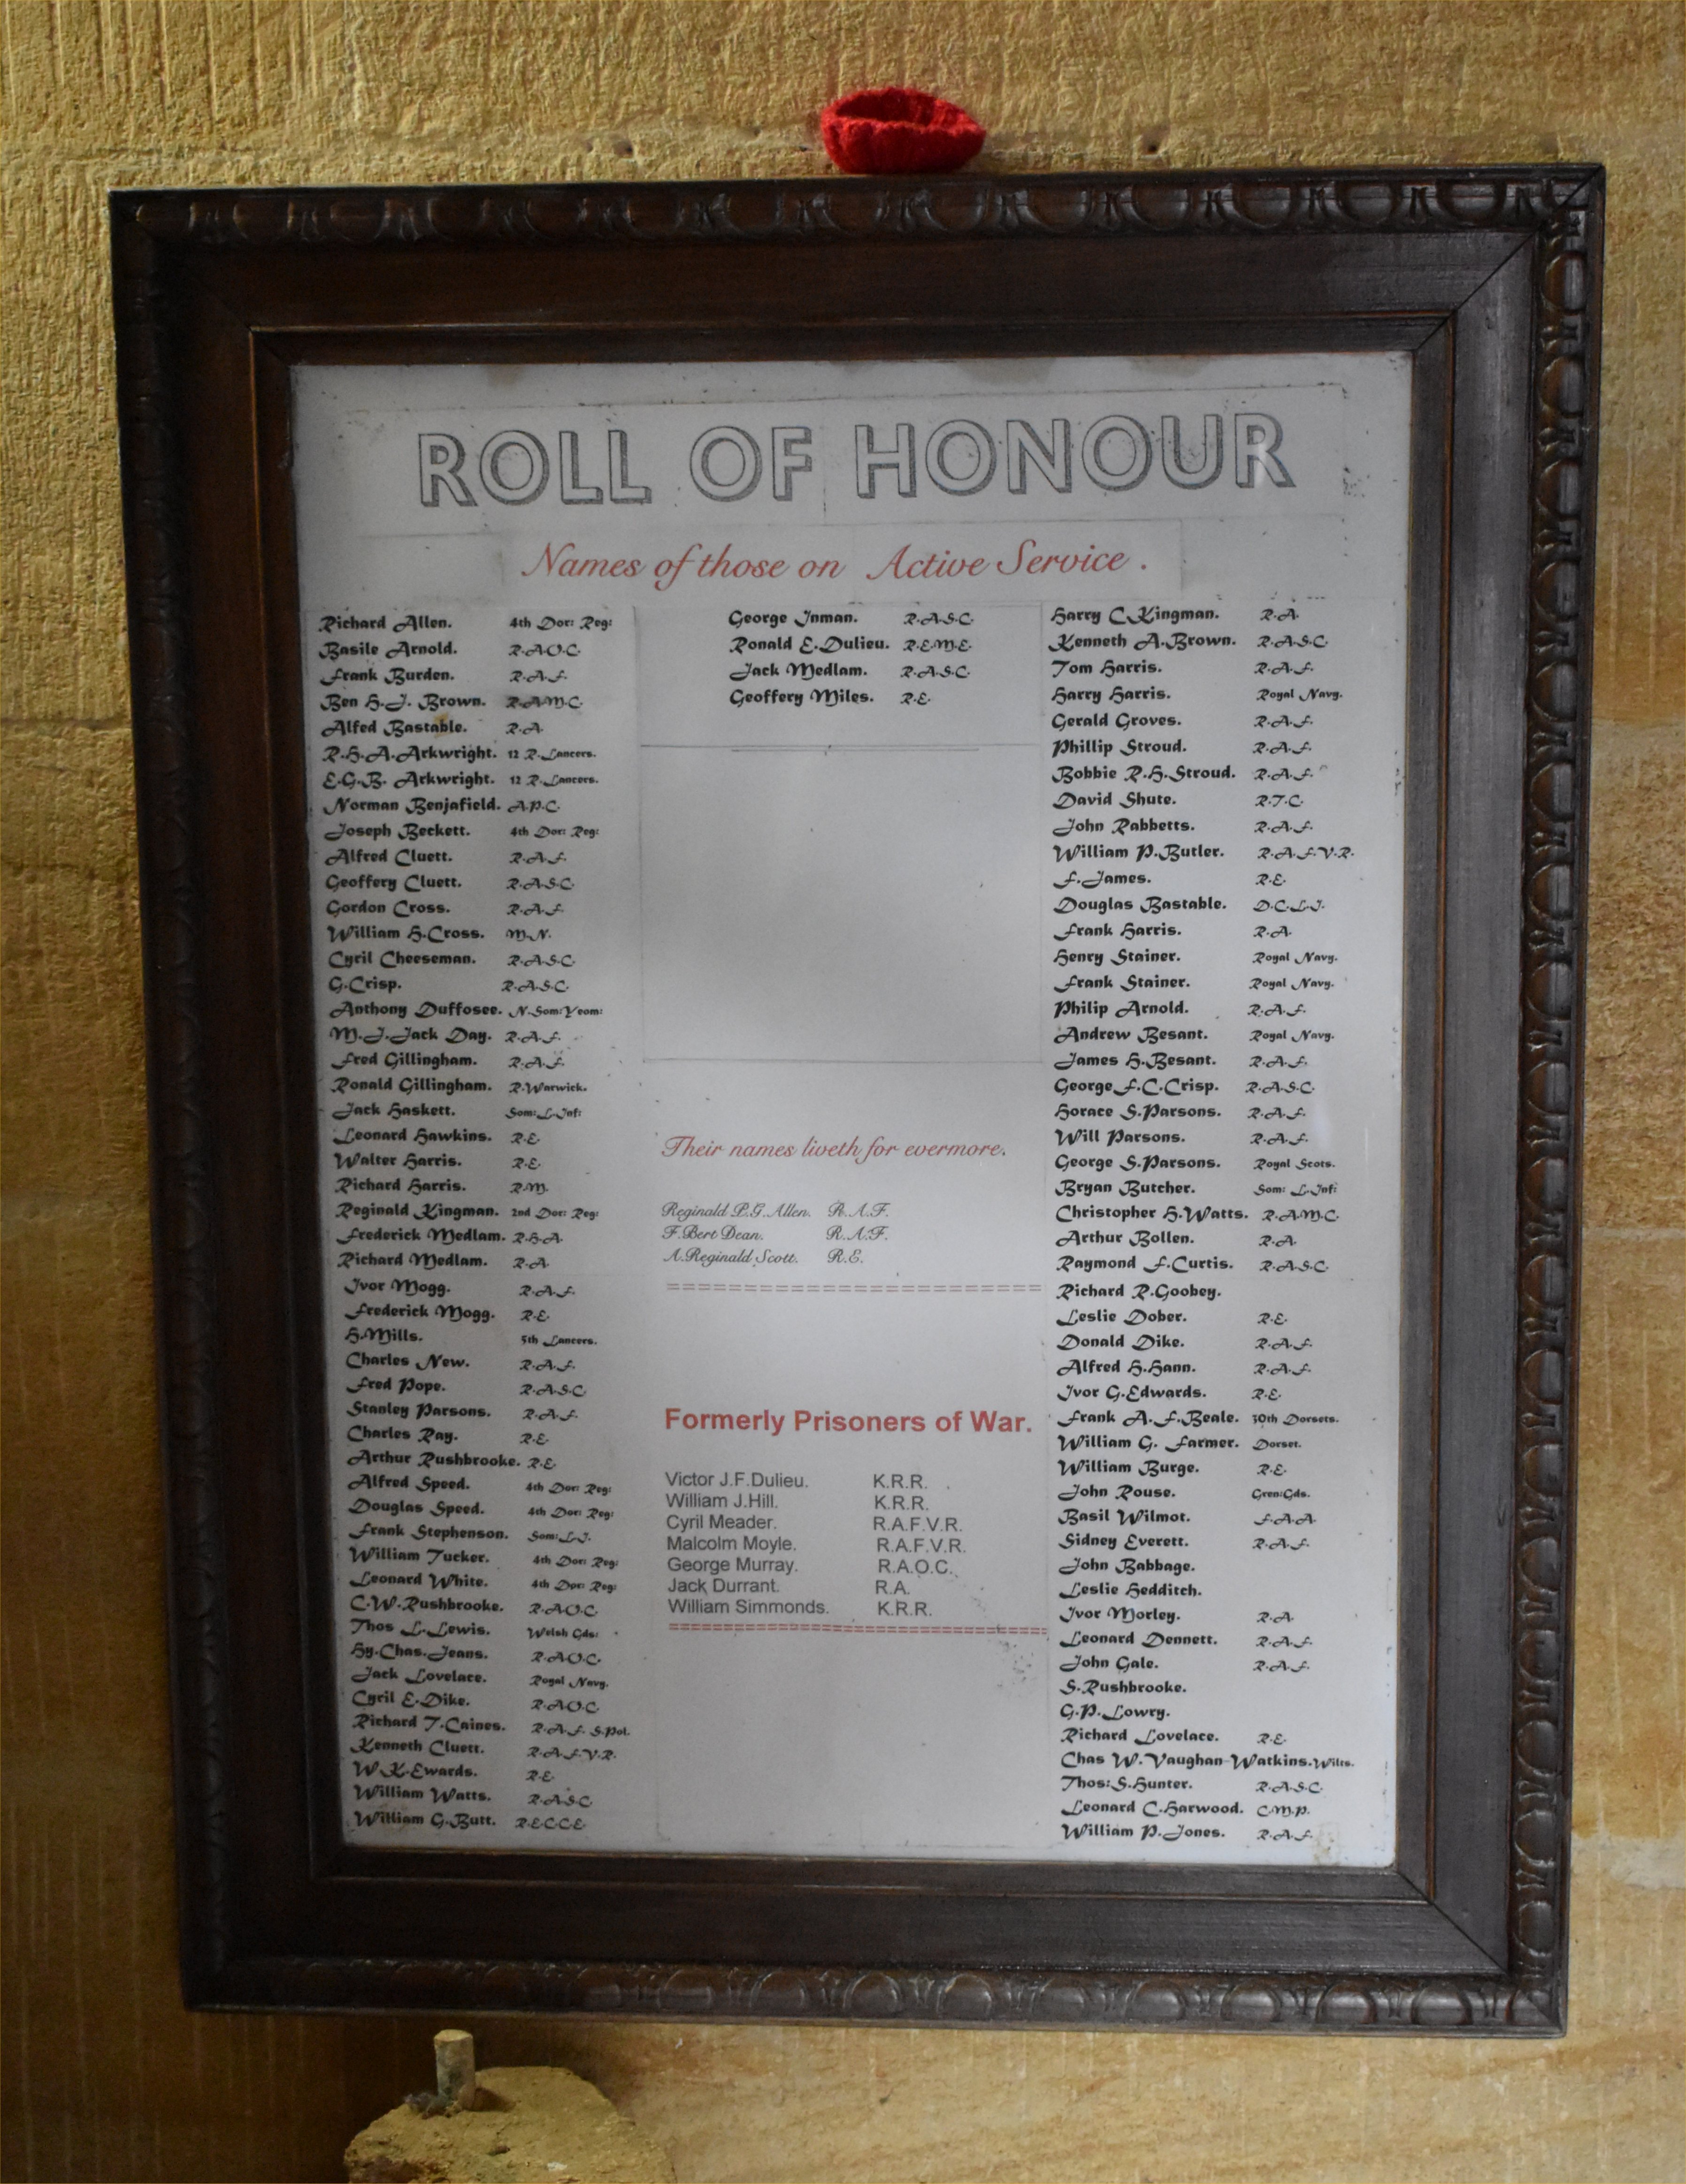 ROLL OF HONOUR
Names of those on Active Service.
Richard Allen. 4th Dor: Reg:
Basile Arnold. R.A.O.C.
Frank Burden. R.A.F.
Ben H.J. Brown. R.A.M.C.
Alfed Bastable. R.A.
R.H.A.Arkwright. 12 R.Lancers.
E.G.B. Arkwright. 12 R.Lancers.
Norman Benjafield. A.P.C.
Joseph Beckett. 4th Dor: Reg:
Alfred Cluett. R.A.F.
Geoffery Cluett. R.A.S.C.
Gordon Cross. R.A.F.
William H.Cross. M.N.
Cyril Cheeseman. R.A.S.C.
G.Crisp. R.A.S.C.
Anthony Duffosee. N.Som:Yeom:
M.J.Jack Day. R.A.F.
Fred Gillingham. R.A.F.
Ronald Gillingham. R.Warwick.
Jack Haskett. Som:L.Inf:
Leonard Hawkins. R.E.
Walter Harris. R.E.
Richard Harris. R.M.
Reginald Kingman. 2nd Dor: Reg:
Frederick Medlam. R.H.A.
Richard Medlam. R.A.
Ivor Mogg. R.A.F.
Frederick Mogg. R.E.
H.Mills. 5th Lancers.
Charles New. R.A.F.
Fred Pope. R.A.S.C.
Stanley Parsons. R.A.F.
Charles Ray. R.E.
Arthur Rushbrooke. R.E.
Alfred Speed. 4th Dor: Reg:
Douglas Speed. 4th Dor: Reg:
Frank Stephenson. Som:L.I.
William Tucker. 4th Dor: Reg:
Leonard White. 4th Dor: Reg:
C.W.Rushbrooke. R.A.O.C.
Thos L.Lewis. Welsh Gds:
Hy.Chas.Jeans. R.A.O.C.
Jack Lovelace. Royal Navy.
Cyril E.Dike. R.A.O.C.
Richard T.Caines. R.A.F. S.Pol.
Kenneth Cluett. R.A.F.V.R.
W.K.Ewards. R.E.
William Watts. R.A.S.C.
William G.Butt. R.E.C.C.E.
George Inman. R.A.S.C.
Ronald E.Dulieu. R.E.M.E.
Jack Medlam. R.A.S.C.
Geoffery Miles. R.E.
Their names liveth for evermore.
Reginald P.G.Allen. R.A.F.
F.Bert Dean. R.A.F.
A.Reginald Scott. R.E.
Formerly Prisoners of War.
Victor J.F.Dulieu. K.R.R.
William J.Hill. K.R.R.
Cyril Meader. R.A.F.V.R.
Malcolm Moyle. R.A.F.V.R.
George Murray. R.A.O.C.
Jack Durrant. R.A.
William Simmonds. K.R.R.
Harry C.Kingman. R.A.
Kenneth A.Brown. R.A.S.C.
Tom Harris. R.A.F.
Harry Harris. Royal Navy.
Gerald Groves. R.A.F.
Phillip Stroud. R.A.F.
Bobbie R.H.Stroud. R.A.F.
David Shute. R.T.C.
John Rabbetts. R.A.F.
William P.Butler. R.A.F.V.R.
F.James. R.E.
Douglas Bastable. D.C.L.I.
Frank Harris. R.A.
Henry Stainer. Royal Navy.
Frank Stainer. Royal Navy.
Philip Arnold. R.A.F.
Andrew Besant. Royal Navy.
James H.Besant. R.A.F.
George F.C.Crisp. R.A.S.C.
Horace S.Parsons. R.A.F.
Will Parsons. R.A.F.
George S.Parsons. Royal Scots.
Bryan Butcher. Som: L.Inf:
Christopher H.Watts. R.A.M.C.
Arthur Bollen. R.A.
Raymond F.Curtis. R.A.S.C.
Richard R.Goobey.
Leslie Dober. R.E.
Donald Dike. R.A.F.
Alfred H.Hann. R.A.F.
Ivor G.Edwards. R.E.
Frank A.F.Beale. 30th Dorsets.
William G. Farmer. Dorset.
William Burge. R.E.
John Rouse. Gren:Gds.
Basil Wilmot. F.A.A.
Sidney Everett. R.A.F.
John Babbage.
Leslie Hedditch.
Ivor Morley. R.A.
Leonard Dennett. R.A.F.
John Gale. R.A.F.
S.Rushbrooke.
G.P.Lowry.
Richard Lovelace. R.E.
Chas W.Vaughan-Watkins.Wilts.
Thos:S.Hunter. R.A.S.C.
Leonard C.Harwood. C.M.P.
William P.Jones. R.A.F.